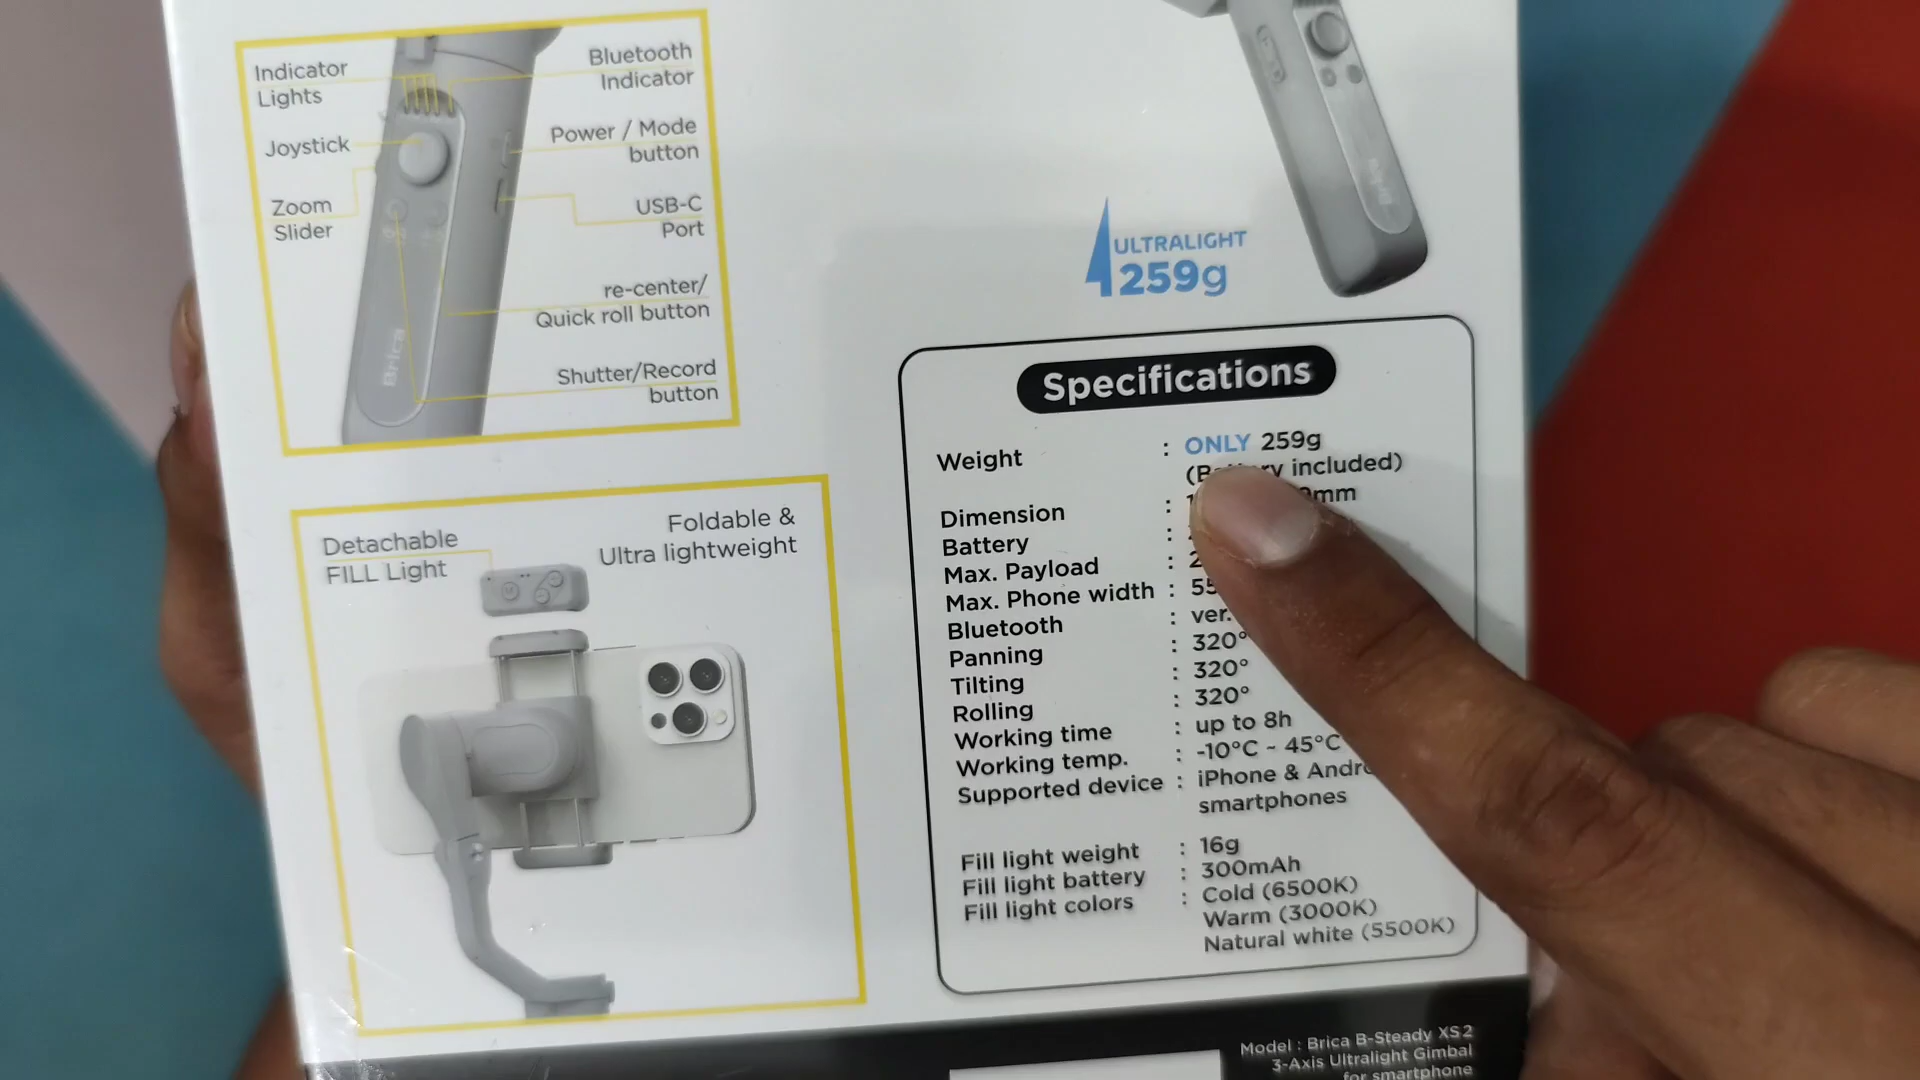 Indicator
Lights
Bluetooth
Indicator
Joystick
Power / Mode
button
Zoom
Slider
USB-C
Port
re-center/
Quick roll button
Shutter/Record
button
Brica
Brica
ULTRALIGHT
259g
Detachable
FILL Light
Foldable &
Ultra lightweight
Specifications
Weight : ONLY 259g
included)
Dimension :
Battery :
Max. Payload :
Max. Phone width :
Bluetooth : ver.
Panning : 320°
Tilting : 320°
Rolling : 320°
Working time : up to 8h
Working temp. : -10°C ~ 45°C
Supported device : iPhone &
smartphones
Fill light weight : 16g
Fill light battery : 300mAh
Fill light colors : Cold (6500K)
Warm (3000K)
Natural white (5500K)
Model : Brica B-Steady XS2
3-Axis Ultralight Gimbal
for smartphone